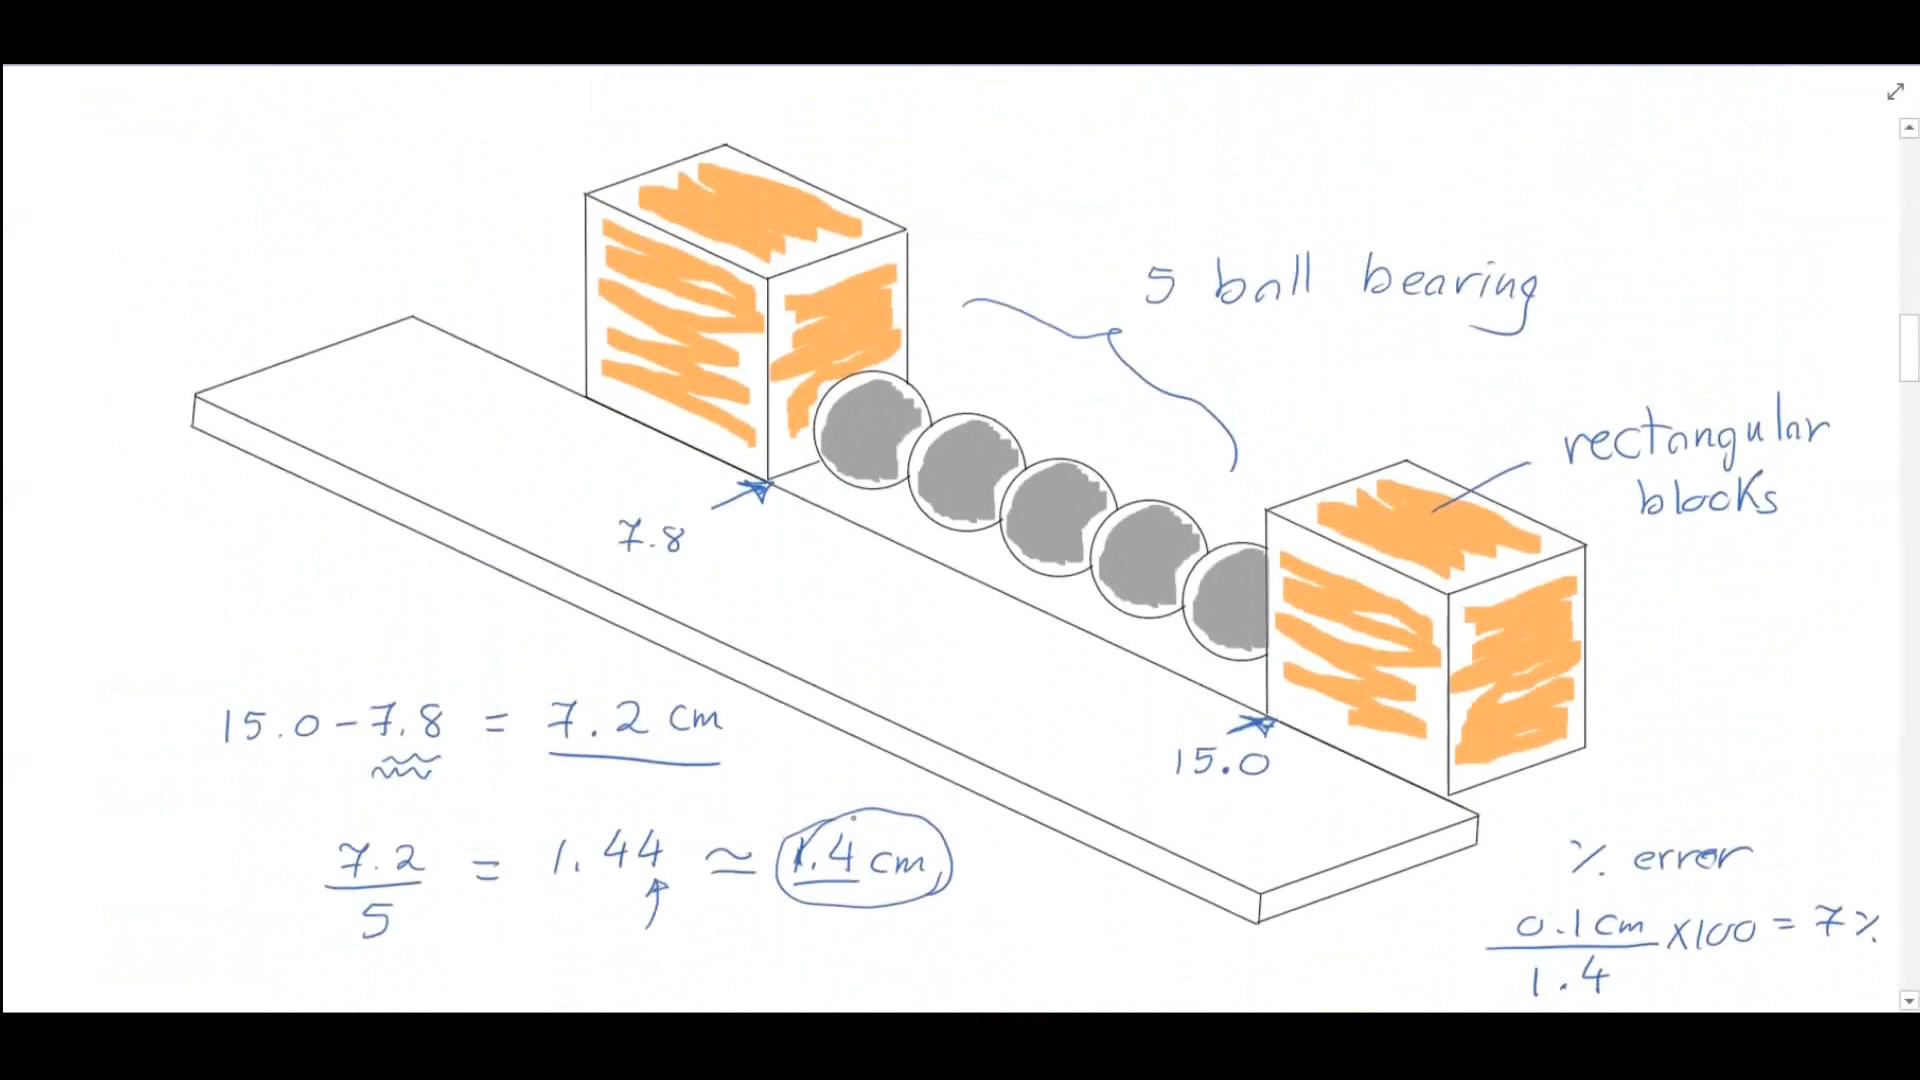 5 ball bearing
rectangular
blocks
7.8
15.0
15.0 - 7.8 = 7.2 cm
7.2 / 5 = 1.44 ≃ 1.4 cm
% error
0.1 cm / 1.4 × 100 = 7 %